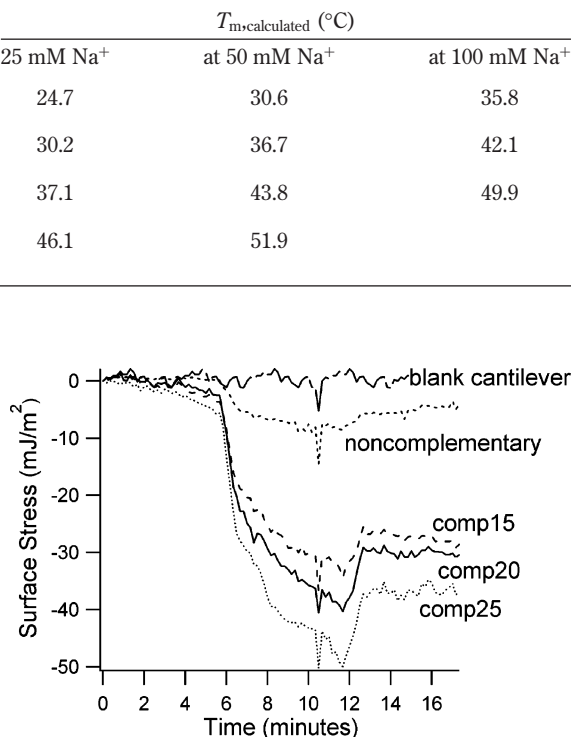 Tm,calculated (°C)
25 mM Na+ at 50 mM Na+ at 100 mM Na+
24.7 30.6 35.8
30.2 36.7 42.1
37.1 43.8 49.9
46.1 51.9
Surface Stress (mJ/m²)
0
-10
-20
-30
-40
-50
blank cantilever
noncomplementary
comp15
comp20
comp25
0 2 4 6 8 10 12 14 16
Time (minutes)